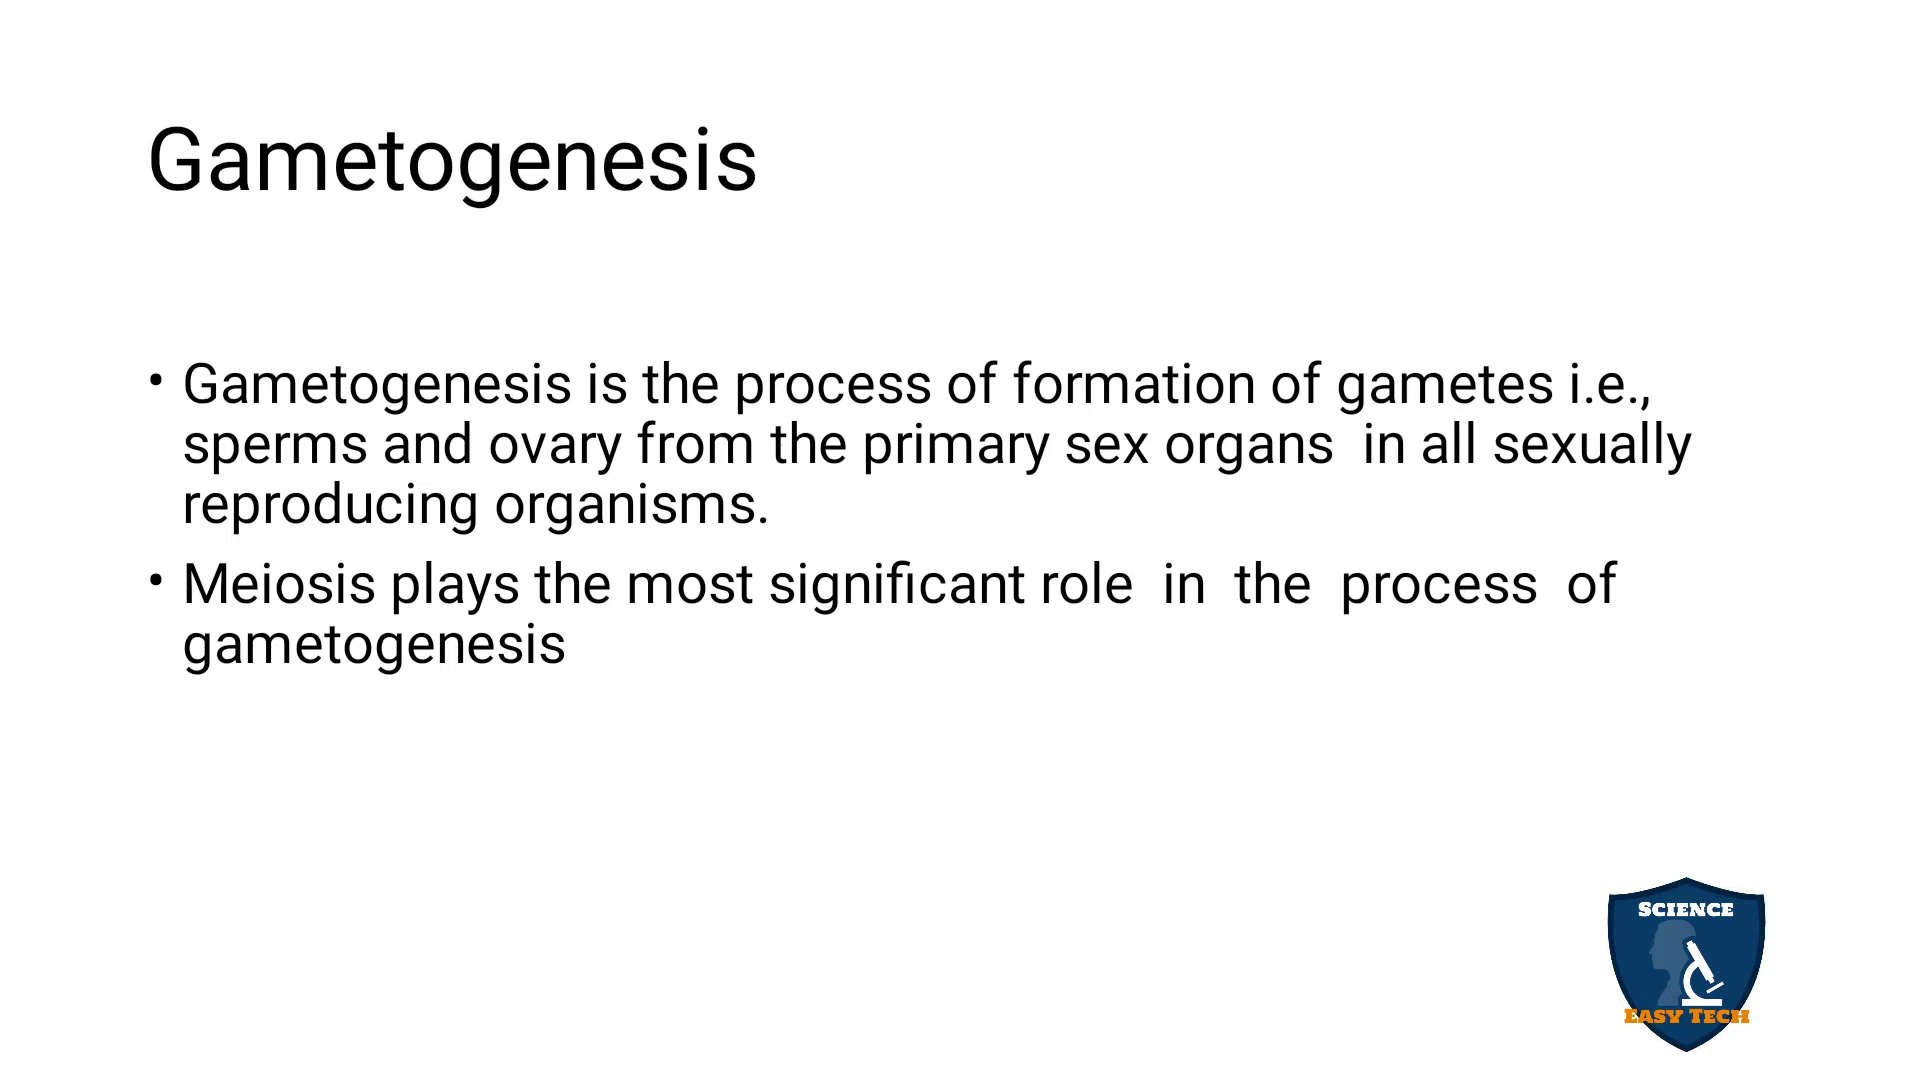 Gametogenesis
• Gametogenesis is the process of formation of gametes i.e.,
sperms and ovary from the primary sex organs  in all sexually
reproducing organisms.
• Meiosis plays the most significant role  in  the  process  of
gametogenesis
SCIENCE
EASY TECH